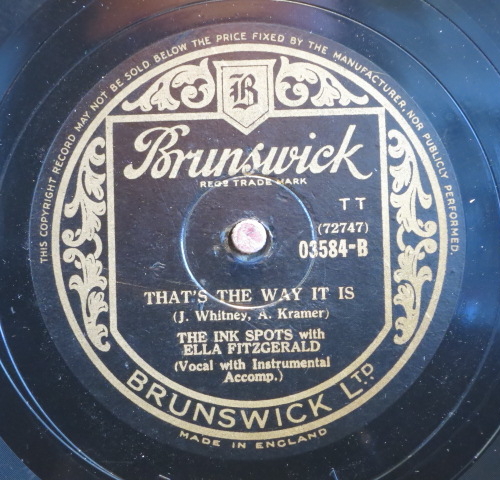 THIS COPYRIGHT RECORD MAY NOT BE SOLD BELOW THE PRICE FIXED BY THE MANUFACTURER, NOR PUBLICLY PERFORMED.
B
Brunswick
REGD TRADE MARK
TT
(72747)
03584-B
THAT'S THE WAY IT IS
(J. Whitney, A. Kramer)
THE INK SPOTS with
ELLA FITZGERALD
(Vocal with Instrumental
Accomp.)
BRUNSWICK LTD.
MADE IN ENGLAND